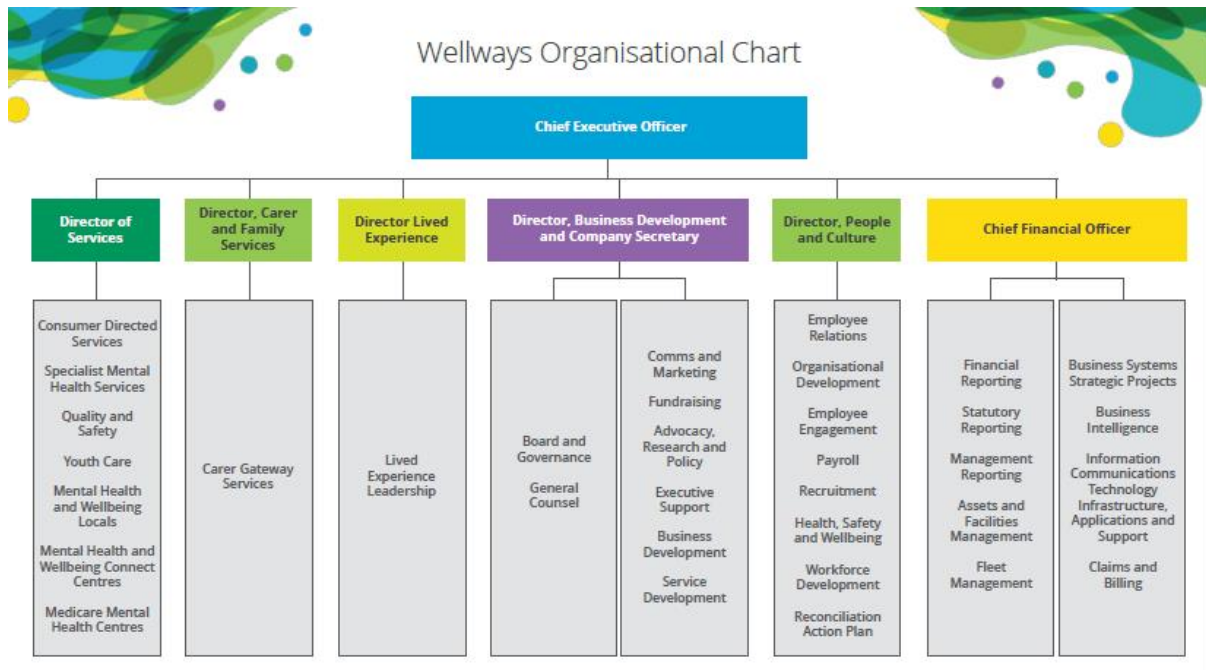 Wellways Organisational Chart
Chief Executive Officer
Director of
Services
Director, Carer
and Family
Services
Director Lived
Experience
Director, Business Development
and Company Secretary
Director, People
and Culture
Chief Financial Officer
Consumer Directed
Services
Specialist Mental
Health Services
Quality and
Safety
Youth Care
Mental Health
and Wellbeing
Locals
Mental Health and
Wellbeing Connect
Centres
Medicare Mental
Health Centres
Carer Gateway
Services
Lived
Experience
Leadership
Board and
Governance
General
Counsel
Comms and
Marketing
Fundraising
Advocacy,
Research and
Policy
Executive
Support
Business
Development
Service
Development
Employee
Relations
Organisational
Development
Employee
Engagement
Payroll
Recruitment
Health, Safety
and Wellbeing
Workforce
Development
Reconciliation
Action Plan
Financial
Reporting
Statutory
Reporting
Management
Reporting
Assets and
Facilities
Management
Fleet
Management
Business Systems
Strategic Projects
Business
Intelligence
Information
Communications
Technology
Infrastructure,
Applications and
Support
Claims and
Billing